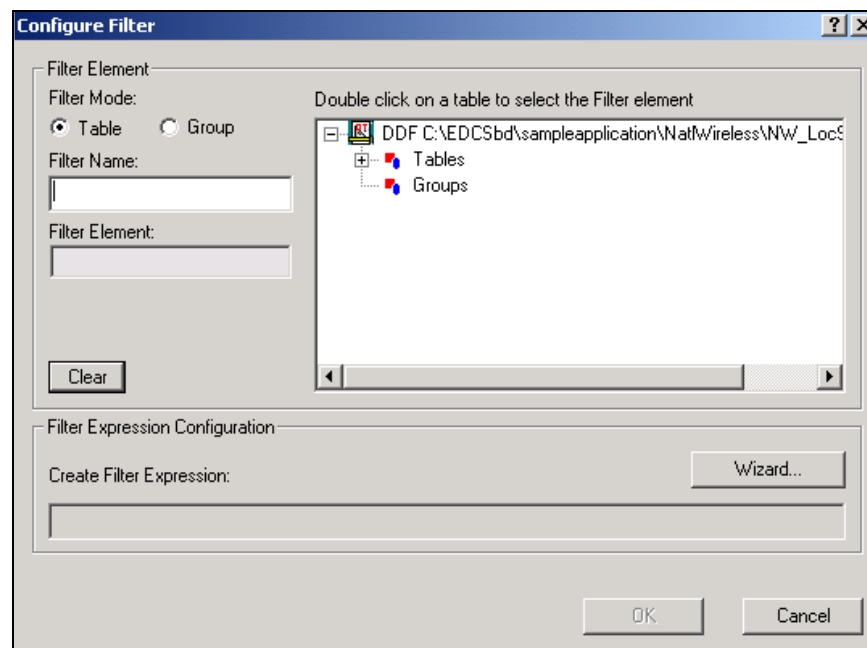 Configure Filter
Filter Element
Filter Mode:
Table
Group
Filter Name:
Filter Element:
Clear
Double click on a table to select the Filter element
DDF C:\EDCSbd\sampleapplication\NatlWireless\NW_LocS
Tables
Groups
Filter Expression Configuration
Create Filter Expression:
Wizard...
OK
Cancel